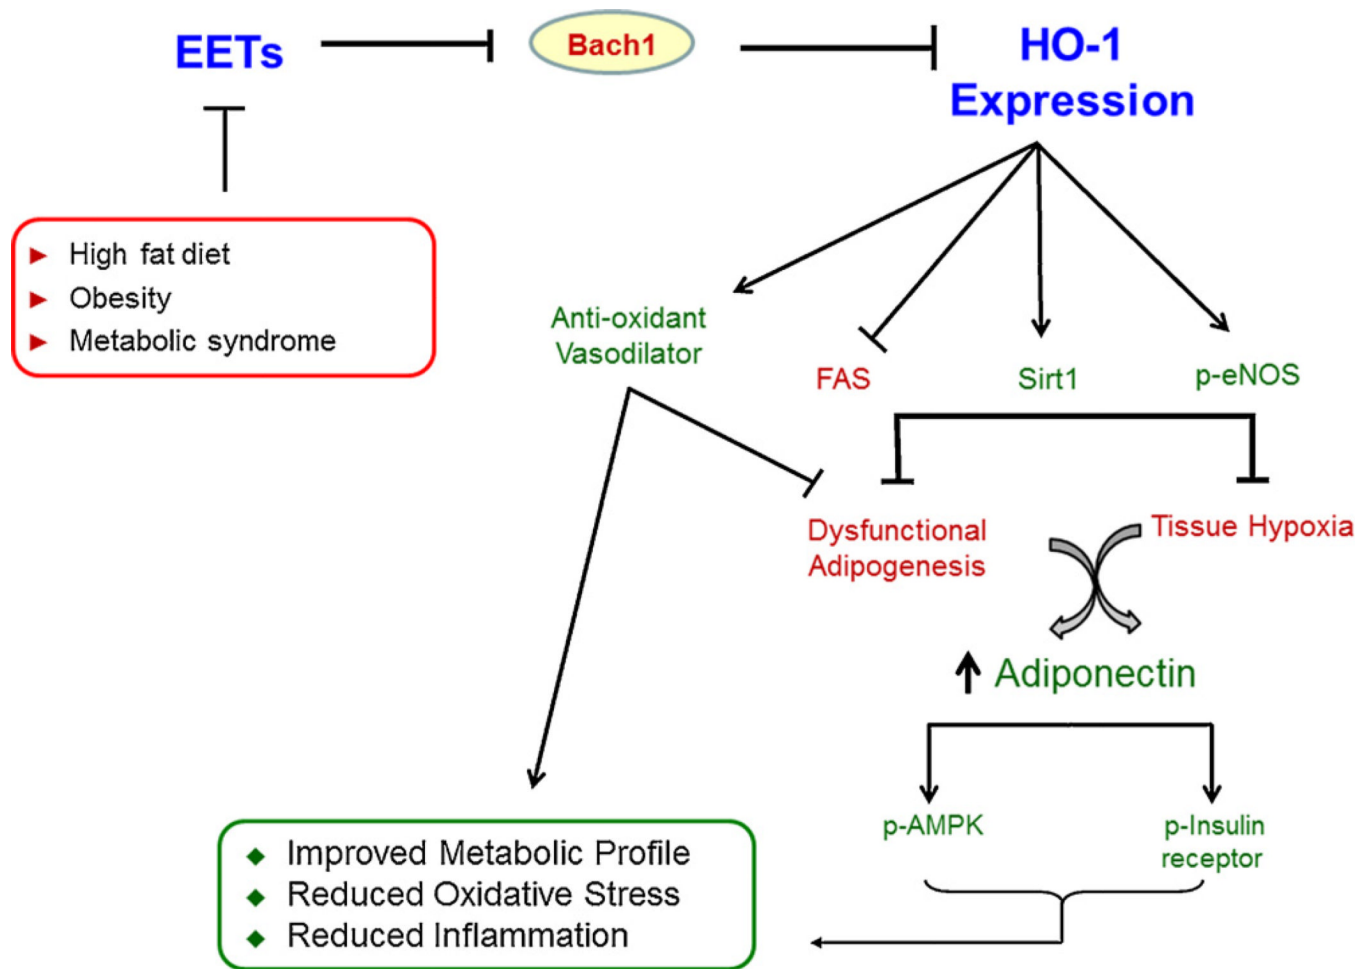 EETs
Bach1
HO-1
Expression
High fat diet
Obesity
Metabolic syndrome
Anti-oxidant
Vasodilator
FAS
Sirt1
p-eNOS
Dysfunctional
Adipogenesis
Tissue Hypoxia
Adiponectin
p-AMPK
p-Insulin
receptor
Improved Metabolic Profile
Reduced Oxidative Stress
Reduced Inflammation